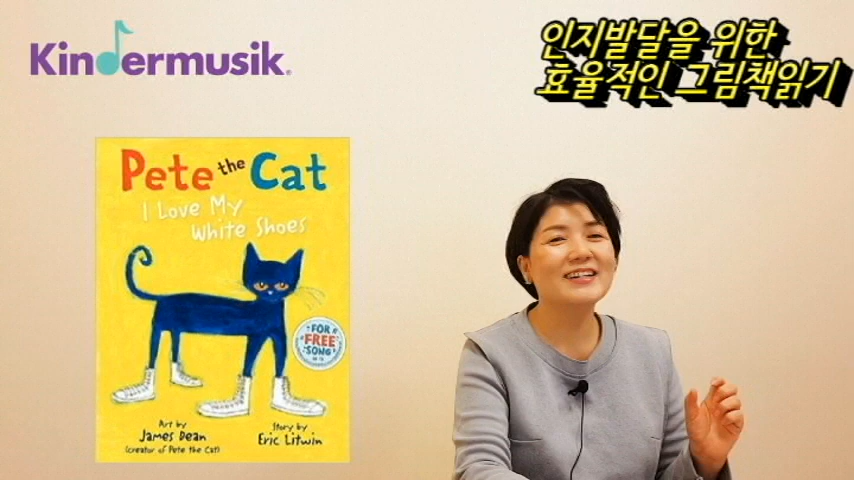 Kindermusik®
인지발달을 위한
효율적인 그림책읽기
Pete the Cat
I Love My
White Shoes
FOR A
FREE
SONG
Art by
James Dean
(creator of Pete the Cat)
Story by
Eric Litwin